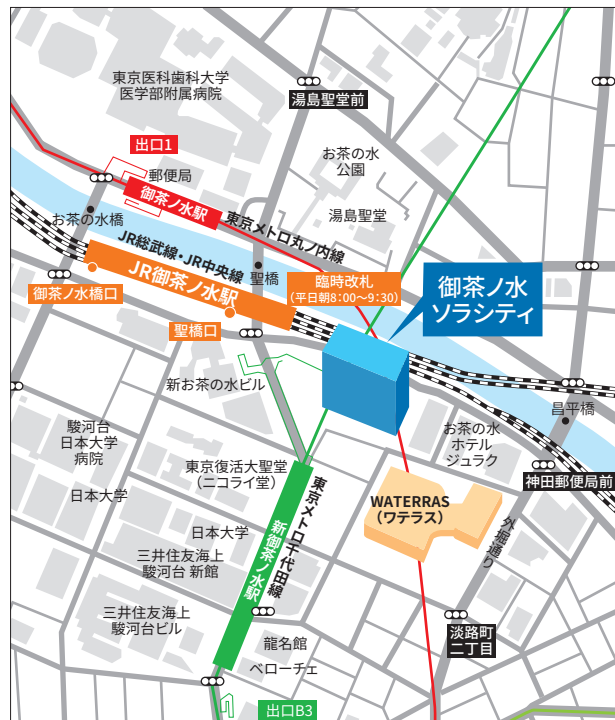 東京医科歯科大学
医学部附属病院
湯島聖堂前
出口1
郵便局
お茶の水
公園
御茶ノ水駅
湯島聖堂
お茶の水橋
東京メトロ丸ノ内線
JR総武線・JR中央線
聖橋
JR御茶ノ水駅
臨時改札
(平日朝8:00〜9:30)
御茶ノ水
ソラシティ
御茶ノ水橋口
聖橋口
新お茶の水ビル
昌平橋
駿河台
日本大学
病院
お茶の水
ホテル
ジュラク
東京復活大聖堂
(ニコライ堂)
神田郵便局前
日本大学
WATERRAS
(ワテラス)
東京メトロ千代田線
新御茶ノ水駅
外堀通り
日本大学
三井住友海上
駿河台 新館
三井住友海上
駿河台ビル
淡路町
二丁目
龍名館
ベローチェ
出口B3